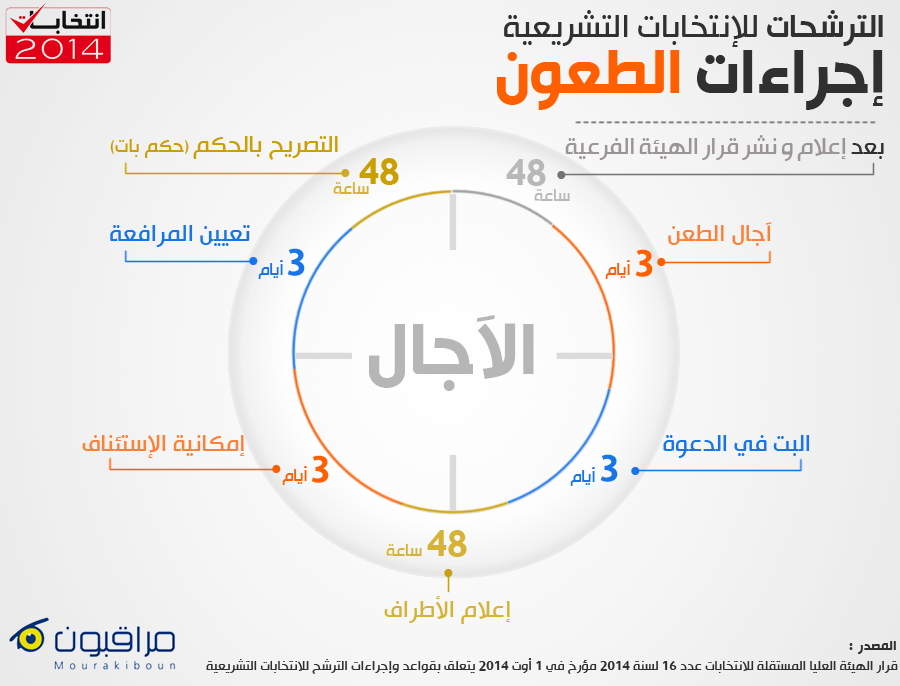 انتخابات
2014
الترشحات للإنتخابات التشريعية
إجراءات الطعون
بعد إعلام و نشر قرار الهيئة الفرعية
48
ساعة
آجال الطعن
3 أيام
البت في الدعوة
3 أيام
48 ساعة
إعلام الأطراف
إمكانية الإستئناف
3 أيام
تعيين المرافعة
3 أيام
التصريح بالحكم (حكم بات)
48
ساعة
الآجال
مراقبون
Mourakiboun
المصدر :
قرار الهيئة العليا المستقلة للانتخابات عدد 16 لسنة 2014 مؤرخ في 1 أوت 2014 يتعلق بقواعد وإجراءات الترشح للانتخابات التشريعية